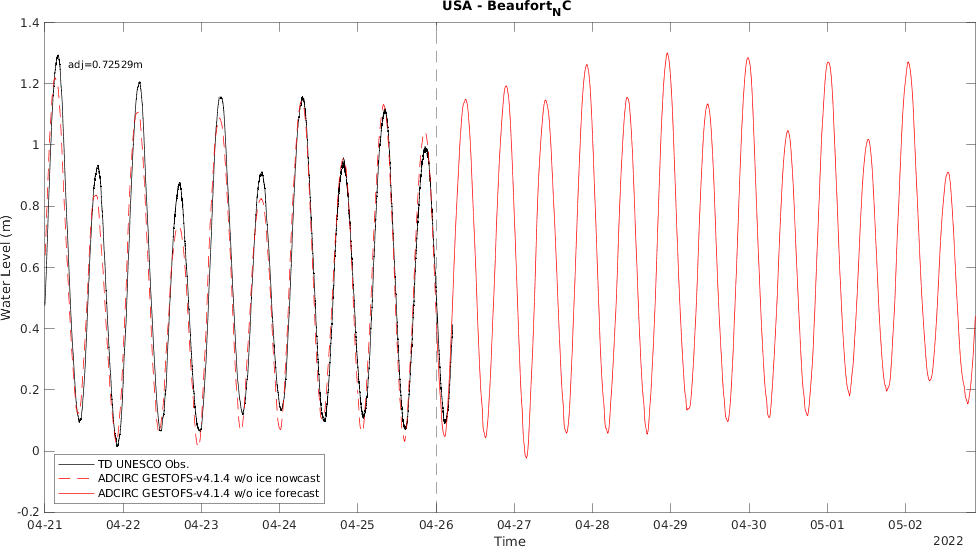 USA - Beaufort_NC
1.4
adj=0.72529m
1.2
1
0.8
0.6
0.4
0.2
0
-0.2
Water Level (m)
TD UNESCO Obs.
ADCIRC GESTOFS-v4.1.4 w/o ice nowcast
ADCIRC GESTOFS-v4.1.4 w/o ice forecast
04-21 04-22 04-23 04-24 04-25 04-26 04-27 04-28 04-29 04-30 05-01 05-02
Time
2022